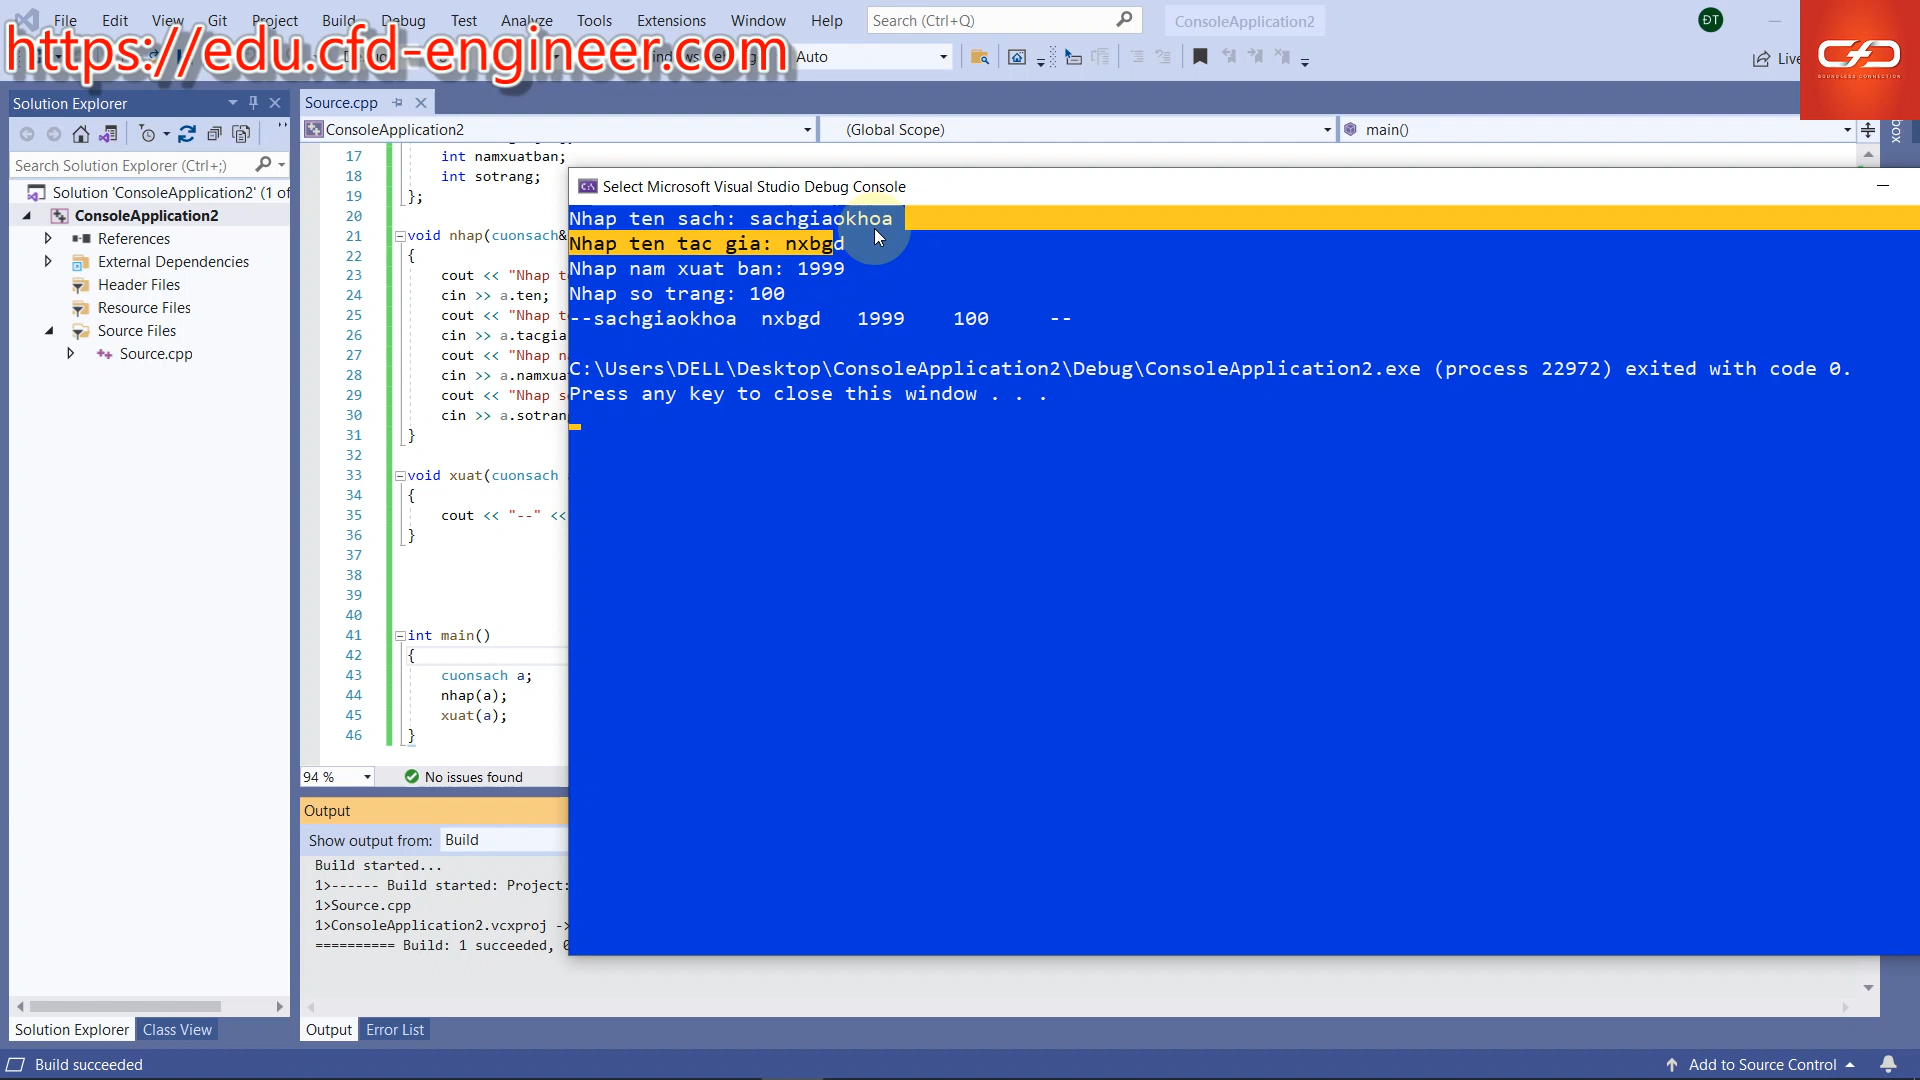 File Edit View Git Project Build Debug Test Analyze Tools Extensions Window Help Search (Ctrl+Q) ConsoleApplication2 ĐT
https://edu.cfd-engineer.com
Auto Live
CFD
BOUNDLESS CONNECTION
Solution Explorer
Source.cpp
ConsoleApplication2 (Global Scope) main()
Search Solution Explorer (Ctrl+;)
Solution 'ConsoleApplication2' (1 of
ConsoleApplication2
References
External Dependencies
Header Files
Resource Files
Source Files
Source.cpp
17 int namxuatban;
18 int sotrang;
19 };
20
21 void nhap(cuonsach&
22 {
23 cout << "Nhap t
24 cin >> a.ten;
25 cout << "Nhap t
26 cin >> a.tacgia
27 cout << "Nhap n
28 cin >> a.namxua
29 cout << "Nhap s
30 cin >> a.sotran
31 }
32
33 void xuat(cuonsach
34 {
35 cout << "--" <<
36 }
37
38
39
40
41 int main()
42 {
43 cuonsach a;
44 nhap(a);
45 xuat(a);
46 }
Select Microsoft Visual Studio Debug Console
Nhap ten sach: sachgiaokhoa
Nhap ten tac gia: nxbgd
Nhap nam xuat ban: 1999
Nhap so trang: 100
--sachgiaokhoa nxbgd 1999 100 --
C:\Users\DELL\Desktop\ConsoleApplication2\Debug\ConsoleApplication2.exe (process 22972) exited with code 0.
Press any key to close this window . . .
94 % No issues found
Output
Show output from: Build
Build started...
1>------ Build started: Project:
1>Source.cpp
1>ConsoleApplication2.vcxproj ->
========== Build: 1 succeeded, 0
Solution Explorer Class View
Output Error List
Build succeeded
Add to Source Control